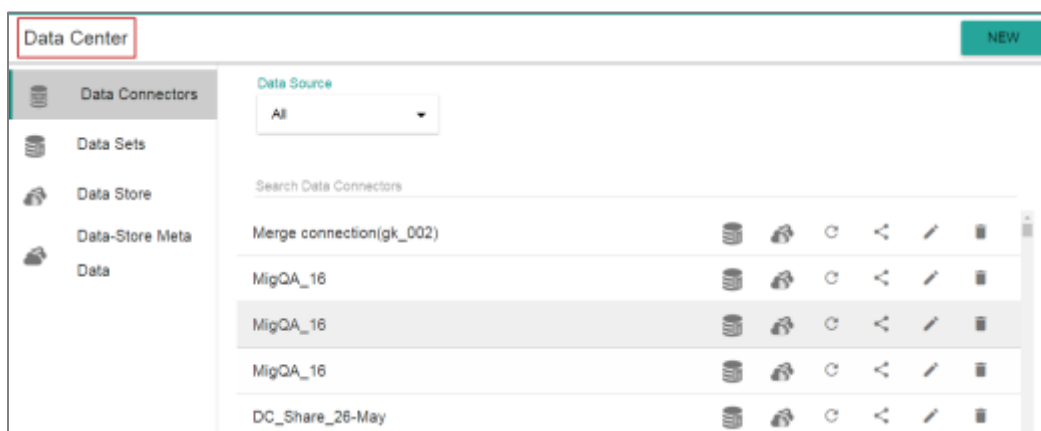 Data Center
NEW
Data Connectors
Data Sets
Data Store
Data-Store Meta
Data
Data Source
All
Search Data Connectors
Merge connection(gk_002)
MigQA_16
MigQA_16
MigQA_16
DC_Share_26-May